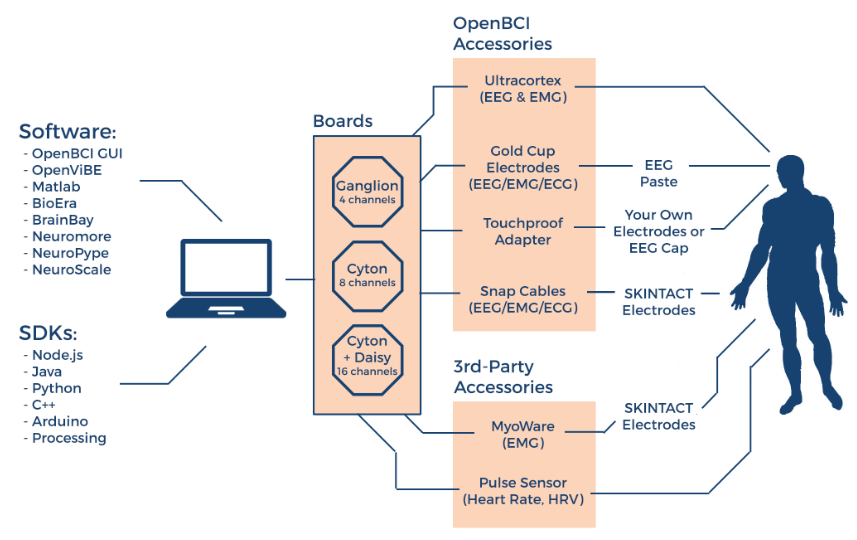 Software:
- OpenBCI GUI
- OpenViBE
- Matlab
- BioEra
- BrainBay
- Neuromore
- NeuroPype
- NeuroScale
SDKs:
- Node.js
- Java
- Python
- C++
- Arduino
- Processing
Boards
Ganglion
4 channels
Cyton
8 channels
Cyton
+ Daisy
16 channels
OpenBCI
Accessories
Ultracortex
(EEG & EMG)
Gold Cup
Electrodes
(EEG/EMG/ECG)
EEG
Paste
Touchproof
Adapter
Your Own
Electrodes or
EEG Cap
Snap Cables
(EEG/EMG/ECG)
SKINTACT
Electrodes
3rd-Party
Accessories
MyoWare
(EMG)
SKINTACT
Electrodes
Pulse Sensor
(Heart Rate, HRV)